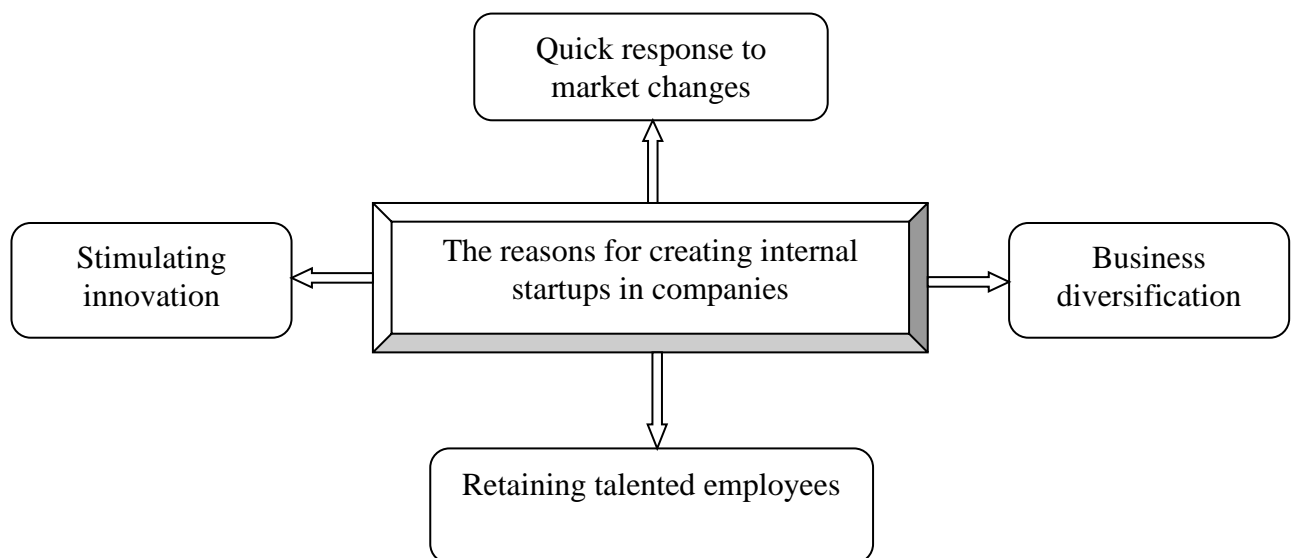 Quick response to
market changes
Stimulating
innovation
The reasons for creating internal
startups in companies
Business
diversification
Retaining talented employees